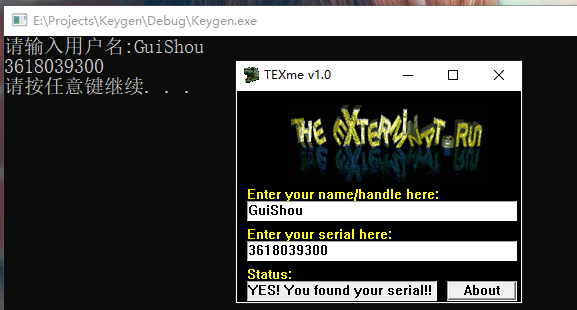 E:\Projects\Keygen\Debug\Keygen.exe
请输入用户名:GuiShou
3618039300
请按任意键继续. . .
TEXme v1.0
THE EXTERMiNAT.RUS
Enter your name/handle here:
GuiShou
Enter your serial here:
3618039300
Status:
YES! You found your serial!!
About